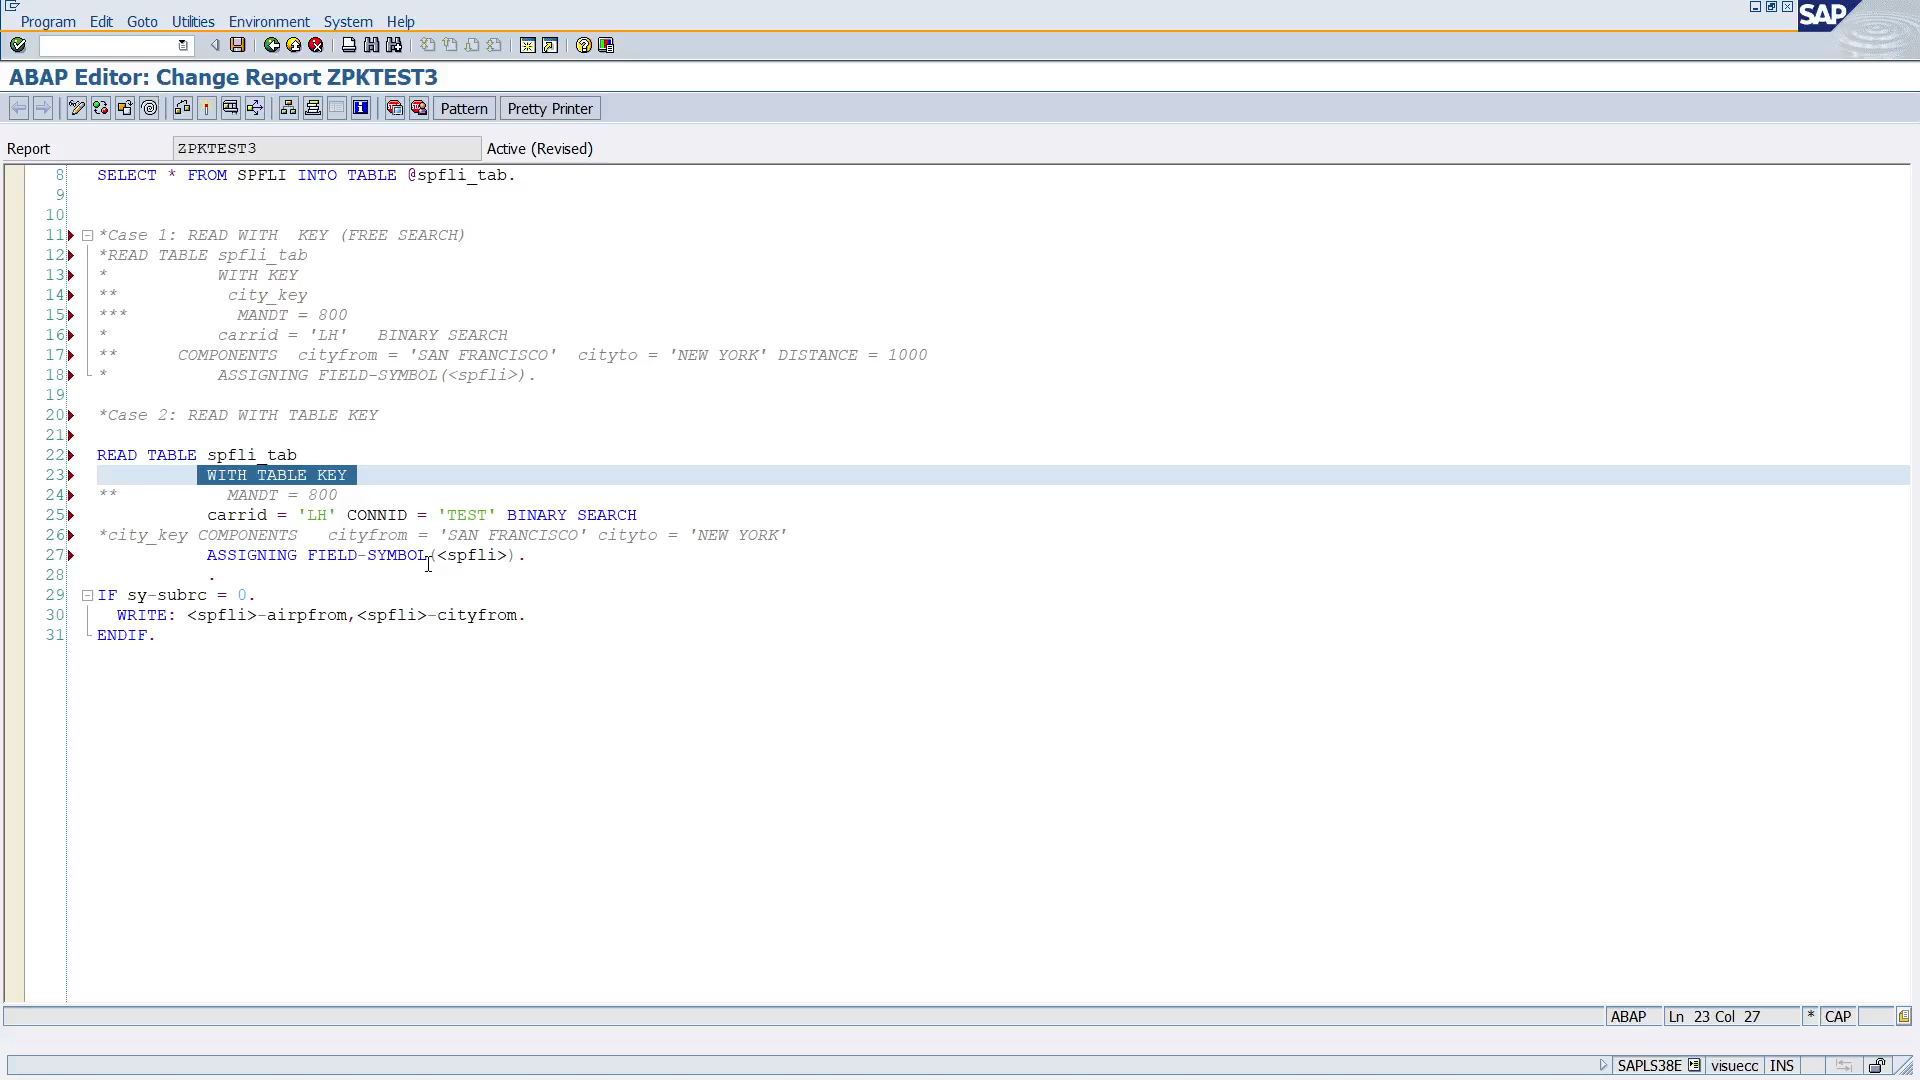 Program Edit Goto Utilities Environment System Help
SAP
ABAP Editor: Change Report ZPKTEST3
Pattern Pretty Printer
Report ZPKTEST3 Active (Revised)
8 SELECT * FROM SPFLI INTO TABLE @spfli_tab.
9
10
11 *Case 1: READ WITH  KEY (FREE SEARCH)
12 *READ TABLE spfli_tab
13 *           WITH KEY
14 **           city_key
15 ***           MANDT = 800
16 *           carrid = 'LH'   BINARY SEARCH
17 **      COMPONENTS  cityfrom = 'SAN FRANCISCO'  cityto = 'NEW YORK' DISTANCE = 1000
18 *           ASSIGNING FIELD-SYMBOL(<spfli>).
19
20 *Case 2: READ WITH TABLE KEY
21
22 READ TABLE spfli_tab
23            WITH TABLE KEY
24 **           MANDT = 800
25            carrid = 'LH' CONNID = 'TEST' BINARY SEARCH
26 *city_key COMPONENTS   cityfrom = 'SAN FRANCISCO' cityto = 'NEW YORK'
27            ASSIGNING FIELD-SYMBOL(<spfli>).
28            .
29 IF sy-subrc = 0.
30   WRITE: <spfli>-airpfrom,<spfli>-cityfrom.
31 ENDIF.
ABAP Ln 23 Col 27 * CAP
SAPLS38E visuecc INS